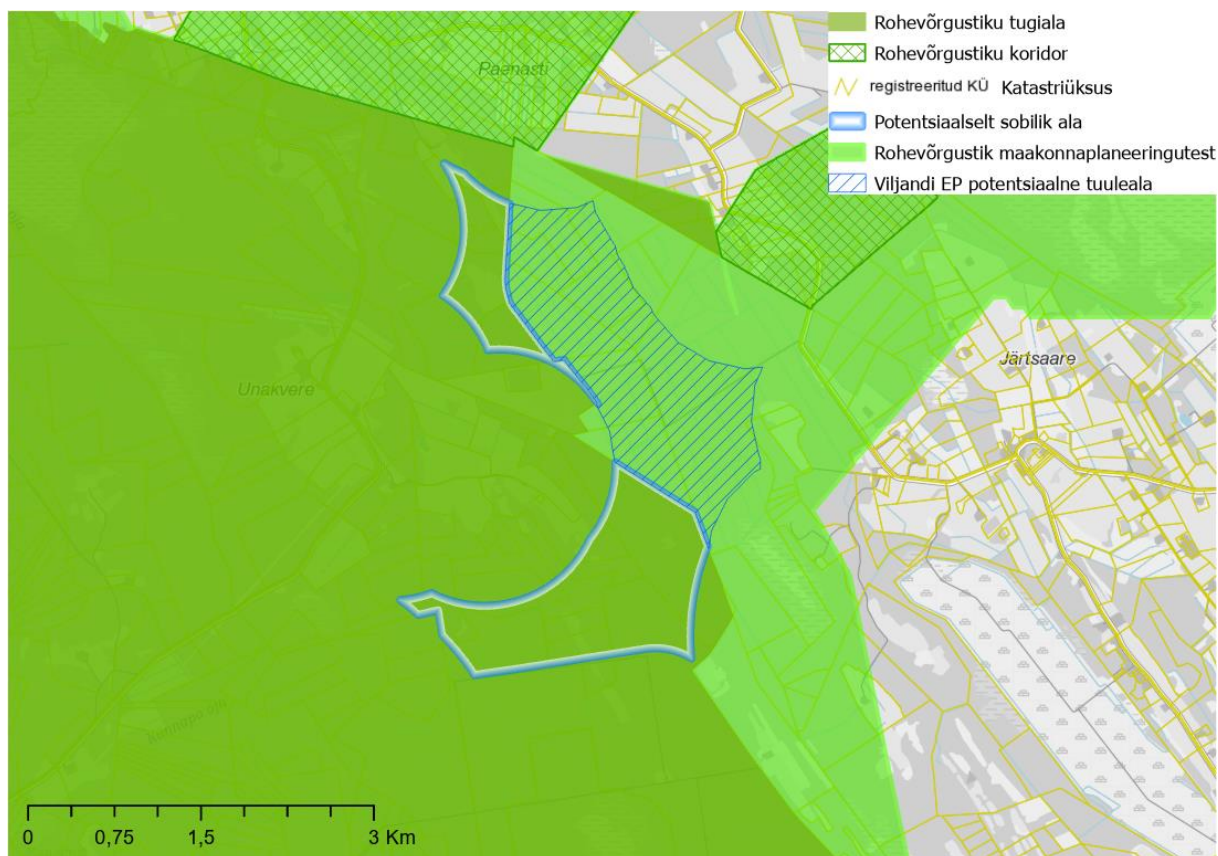 Rohevõrgustiku tugiala
Rohevõrgustiku koridor
registreeritud KÜ Katastriüksus
Potentsiaalselt sobilik ala
Rohevõrgustik maakonnaplaneeringutest
Viljandi EP potentsiaalne tuuleala
Paenasti
Järtsaare
Unakvere
0 0,75 1,5 3 Km